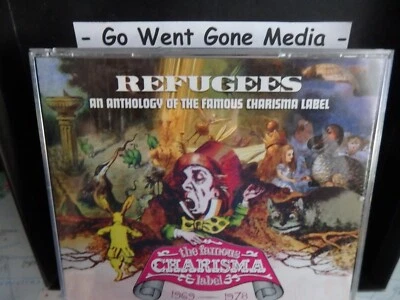 - Go Went Gone Media -
REFUGEES
AN ANTHOLOGY OF THE FAMOUS CHARISMA LABEL
the famous
CHARISMA
label
1969 1978